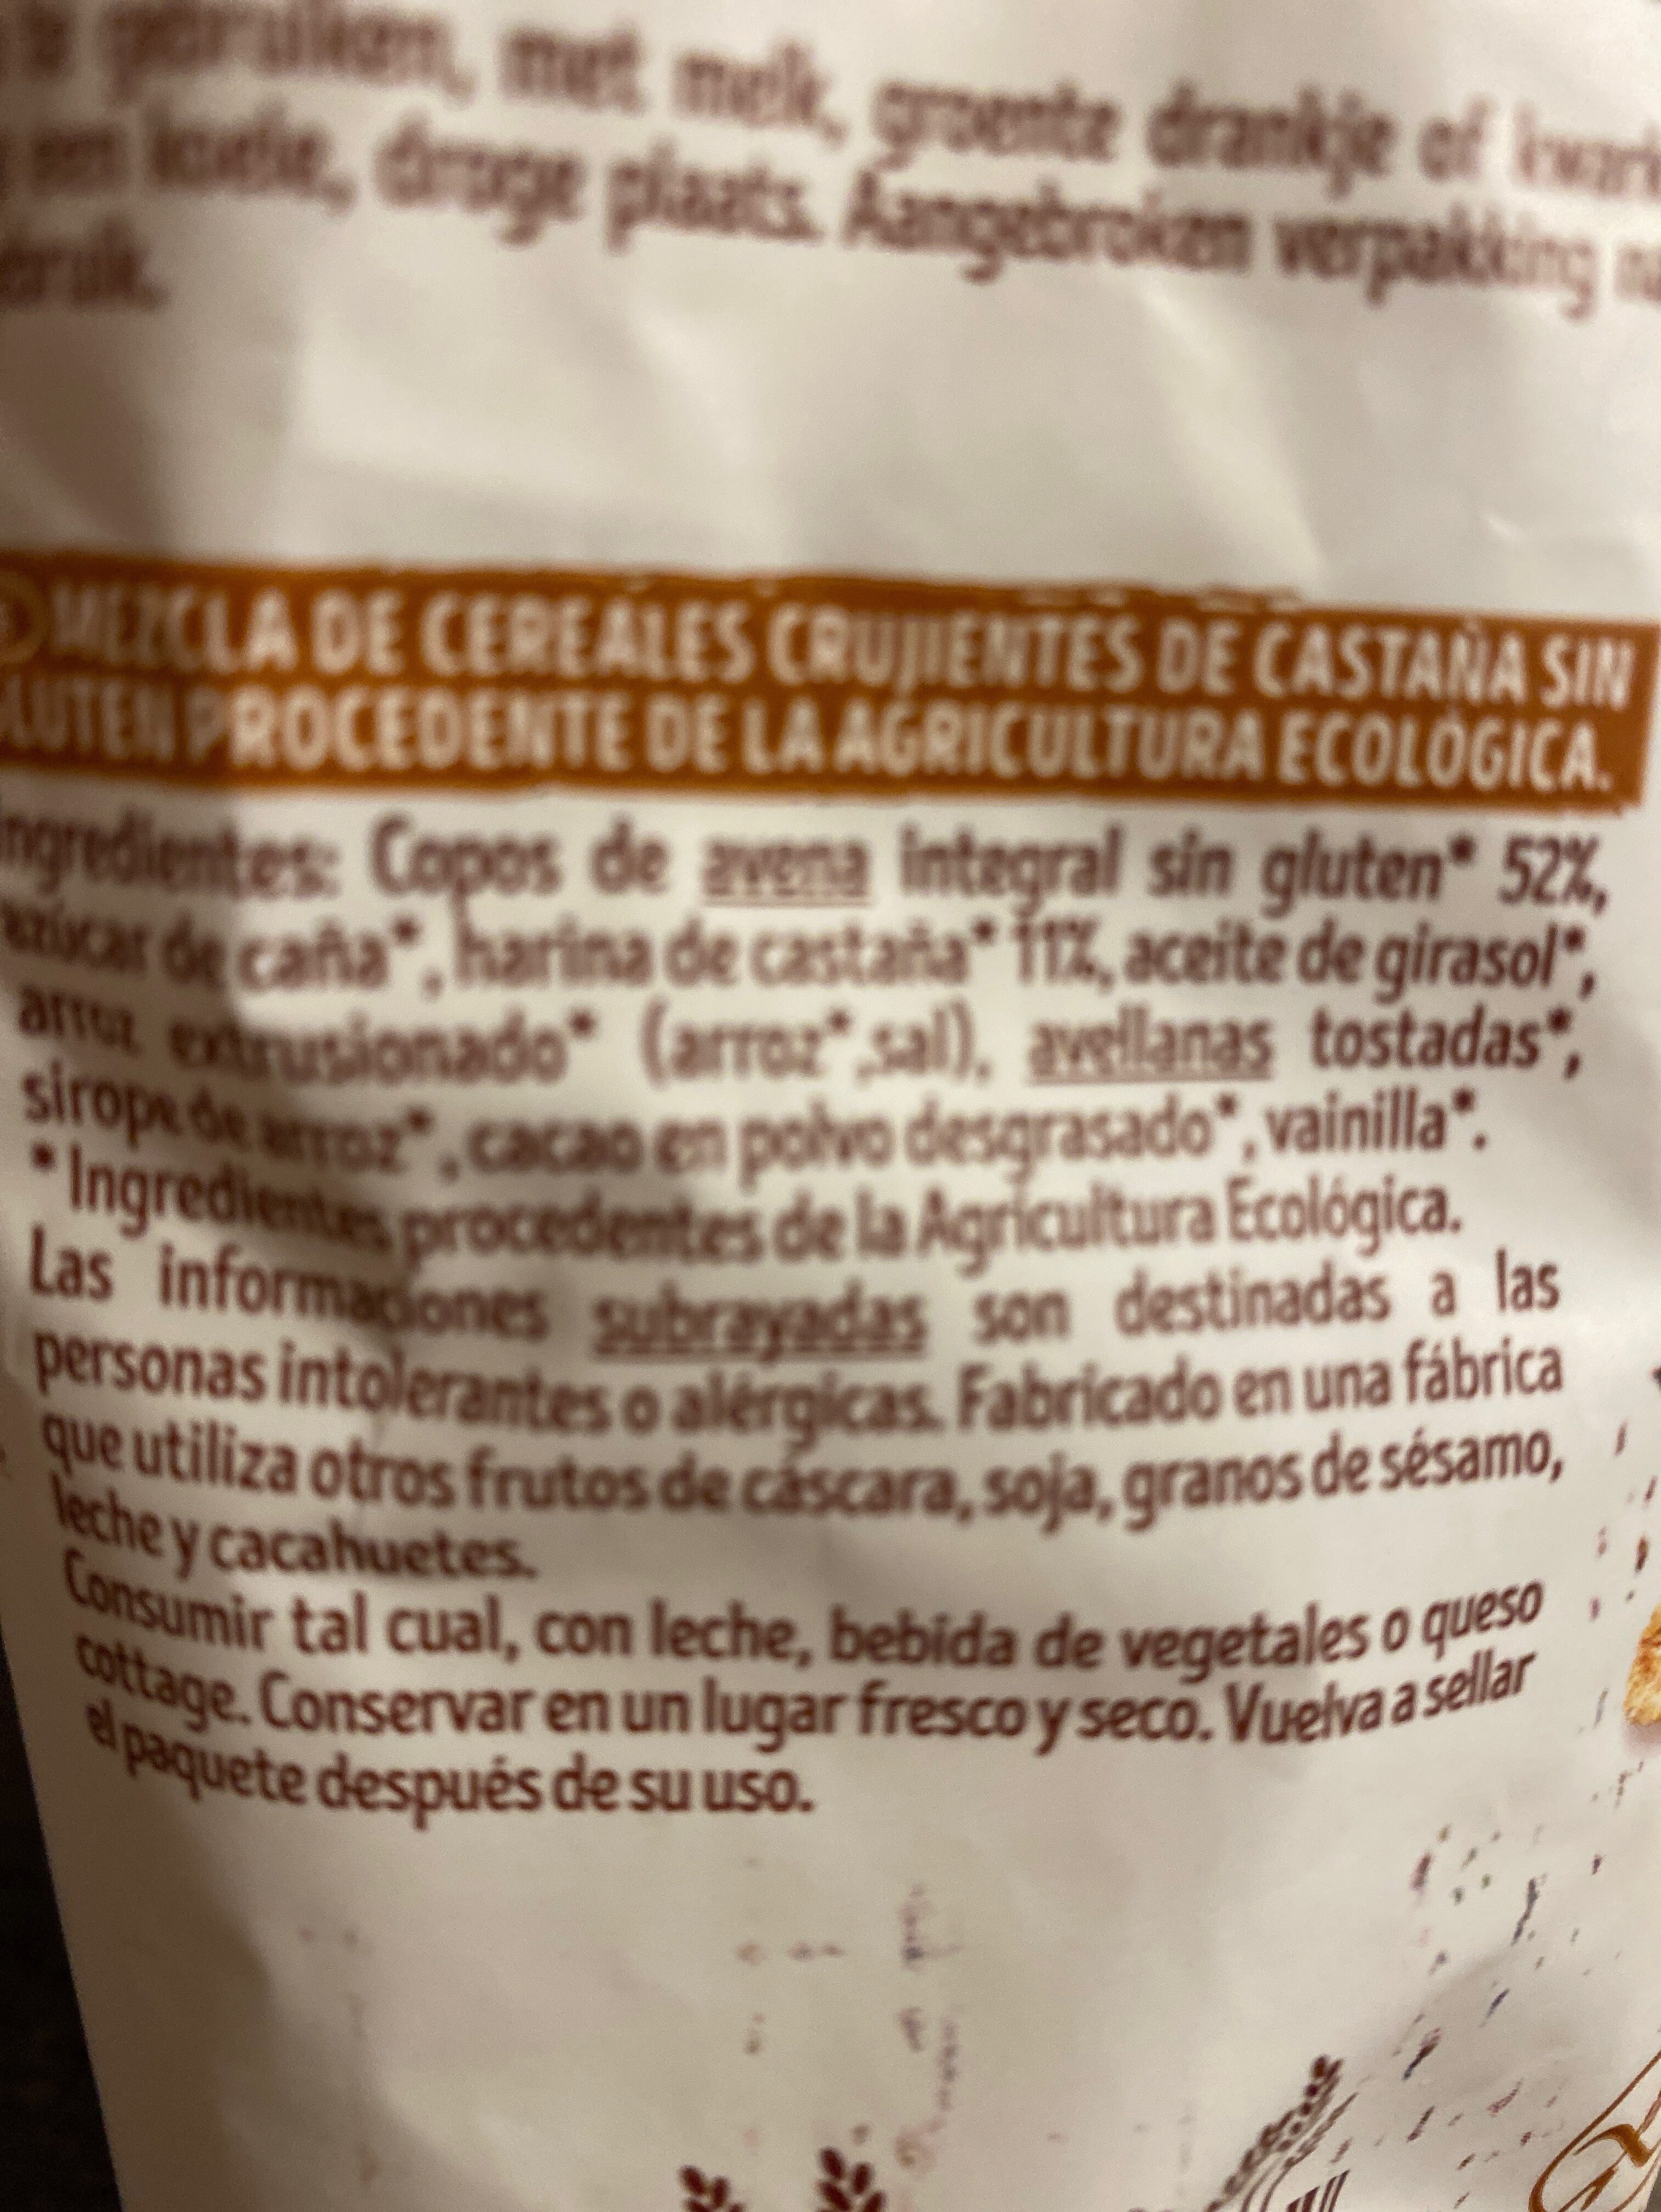 gebruiken, met melk, groente drankje of kwark
een koele, droge plaats. Aangebroken verpakking
MEZCLA DE CEREALES CRUJIENTES DE CASTAÑA SIN
GLUTEN PROCEDENTE DE LA AGRICULTURA ECOLÓGICA.
Ingredientes: Copos de avena integral sin gluten* 52%,
azúcar de caña*, harina de castaña* 11%, aceite de girasol*,
arroz extrusionado* (arroz*,sal), avellanas tostadas*,
sirope de arroz*, cacao en polvo desgrasado*, vainilla*.
* Ingredientes procedentes de la Agricultura Ecológica.
Las informaciones subrayadas son destinadas a las
personas intolerantes o alérgicas. Fabricado en una fábrica
que utiliza otros frutos de cáscara, soja, granos de sésamo,
leche y cacahuetes.
Consumir tal cual, con leche, bebida de vegetales o queso
cottage. Conservar en un lugar fresco y seco. Vuelva a sellar
el paquete después de su uso.